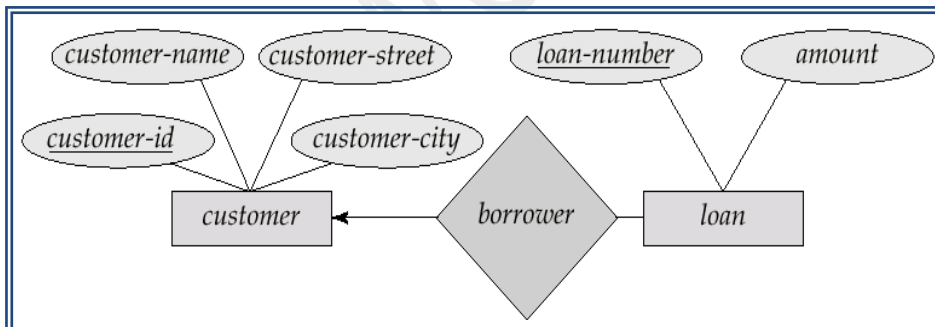 customer-name customer-street loan-number amount
customer-id customer-city
customer borrower loan